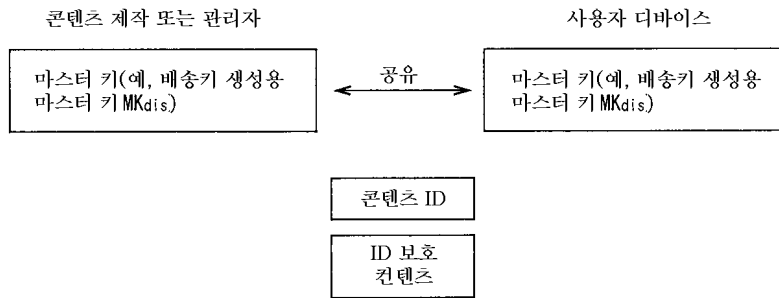 콘텐츠 제작 또는 관리자
사용자 디바이스
마스터 키(예, 배송키 생성용
마스터 키 MKdis.)
공유
마스터 키(예, 배송키 생성용
마스터 키 MKdis.)
콘텐츠 ID
ID 보호
컨텐츠